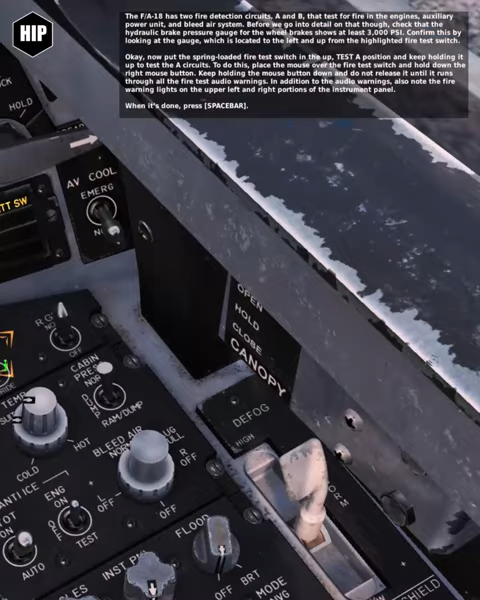 HIP
The F/A-18 has two fire detection circuits. A and B, that test for fire in the engines, auxiliary
power unit, and bleed air system. Before we go into detail on that though, check that the
hydraulic brake pressure gauge for the wheel brakes shows at least 3,000 PSI. Confirm this by
looking at the gauge, which is located to the left and up from the highlighted fire test switch.
Okay, now put the spring-loaded fire test switch in the up, TEST A position and keep holding it
up to test the A circuits. To do this, place the mouse over the fire test switch and hold down the
right mouse button. Keep holding the mouse button down and do not release it until it runs
through all the fire test audio warnings. In addition to the audio warnings, also note the fire
warning lights on the upper left and right portions of the instrument panel.
When it's done, press [SPACEBAR].
HOLD
AV COOL
EMERG
TT SW
OPEN
HOLD
CLOSE
CANOPY
OFF
CABIN
PRESS
RAM/DUMP
TEMP
HOT
COLD
DEFOG
HIGH
BLEED AIR
OFF
OFF
OFF
ANTI ICE
ENG
ON
ON
TEST
AUTO
FLOOD
OFF
BRT
INST PNL
MODE